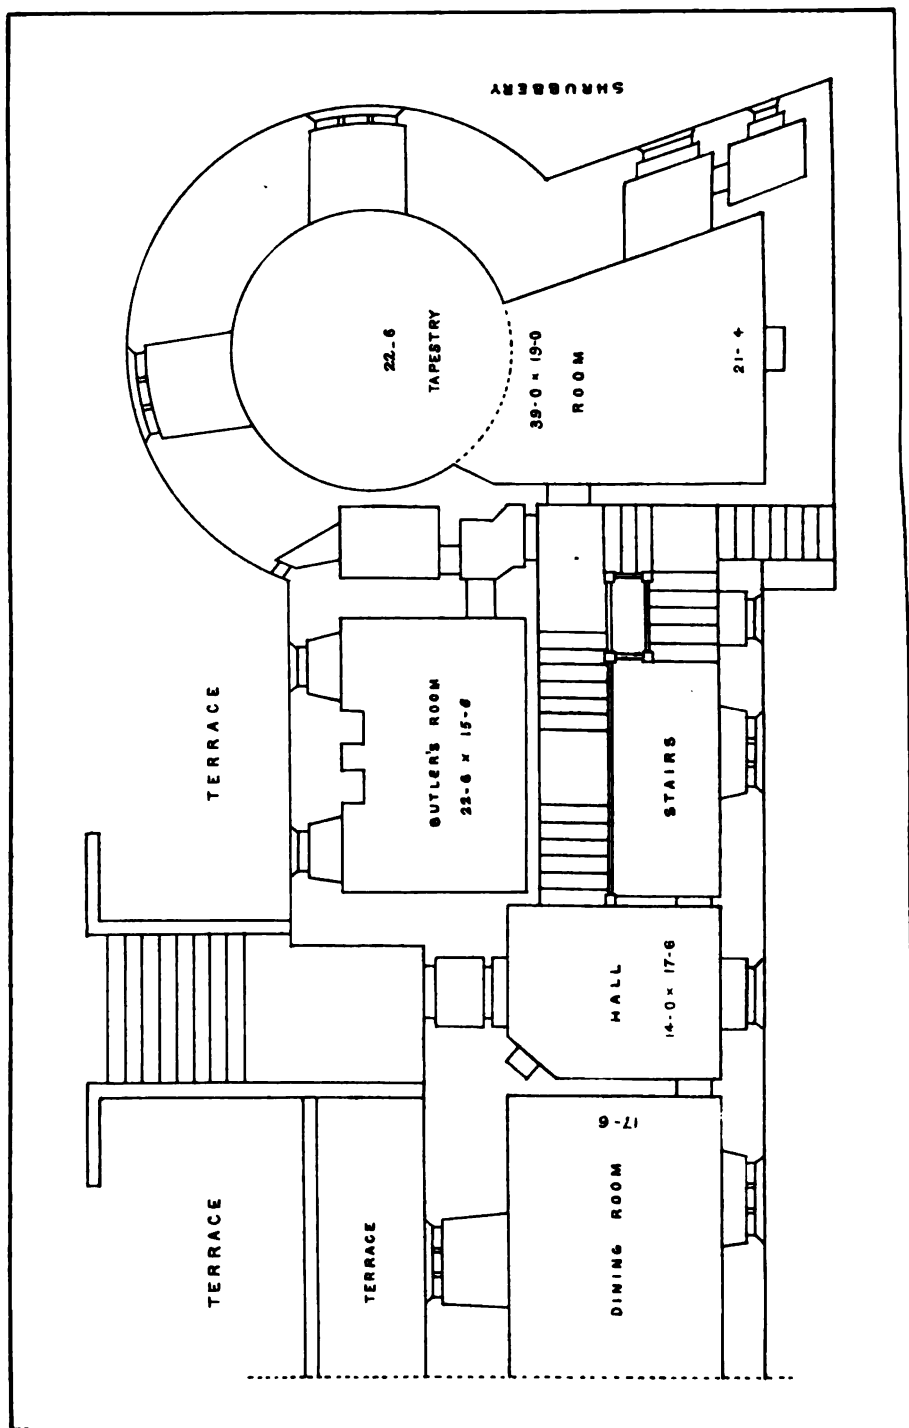 SHRUBBERY
22-6
TAPESTRY
39-0 × 19-0
ROOM
21-4
TERRACE
BUTLER'S ROOM
22-6 × 15-6
STAIRS
HALL
14-0 × 17-6
17-6
DINING ROOM
TERRACE
TERRACE